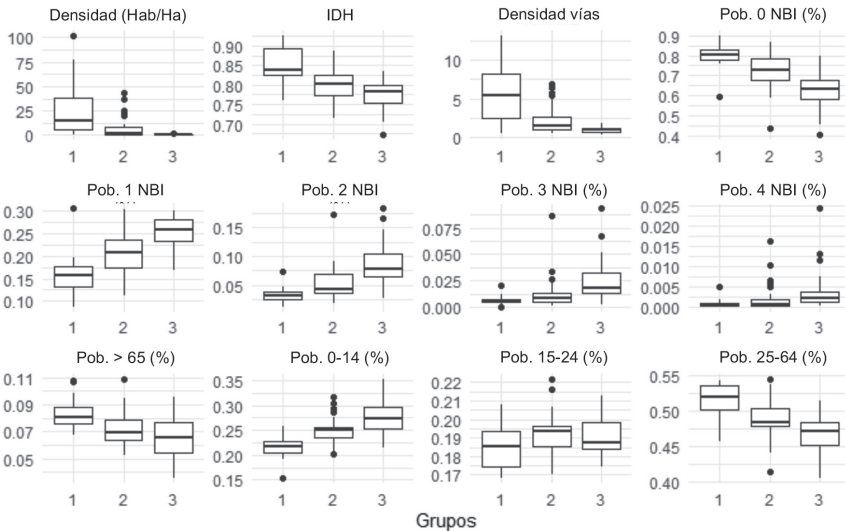 Densidad (Hab/Ha)
100
75
50
25
0
1 2 3
IDH
0.90
0.85
0.80
0.75
0.70
1 2 3
Densidad vías
10
5
0
1 2 3
Pob. 0 NBI (%)
0.9
0.8
0.7
0.6
0.5
0.4
1 2 3
Pob. 1 NBI
0.30
0.25
0.20
0.15
0.10
1 2 3
Pob. 2 NBI
0.15
0.10
0.05
1 2 3
Pob. 3 NBI (%)
0.075
0.050
0.025
0.000
1 2 3
Pob. 4 NBI (%)
0.025
0.020
0.015
0.010
0.005
0.000
1 2 3
Pob. > 65 (%)
0.11
0.09
0.07
0.05
1 2 3
Pob. 0-14 (%)
0.35
0.30
0.25
0.20
0.15
1 2 3
Pob. 15-24 (%)
0.22
0.21
0.20
0.19
0.18
0.17
1 2 3
Pob. 25-64 (%)
0.55
0.50
0.45
0.40
1 2 3
Grupos